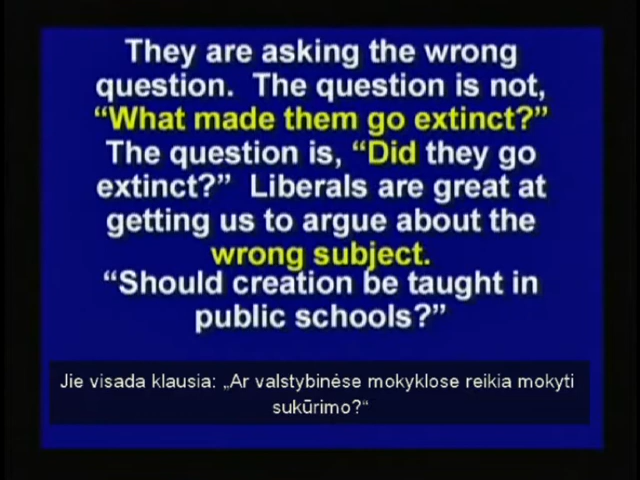 They are asking the wrong
question.  The question is not,
“What made them go extinct?”
The question is, “Did they go
extinct?”  Liberals are great at
getting us to argue about the
wrong subject.
“Should creation be taught in
public schools?”
Jie visada klausia: „Ar valstybinėse mokyklose reikia mokyti
sukūrimo?“